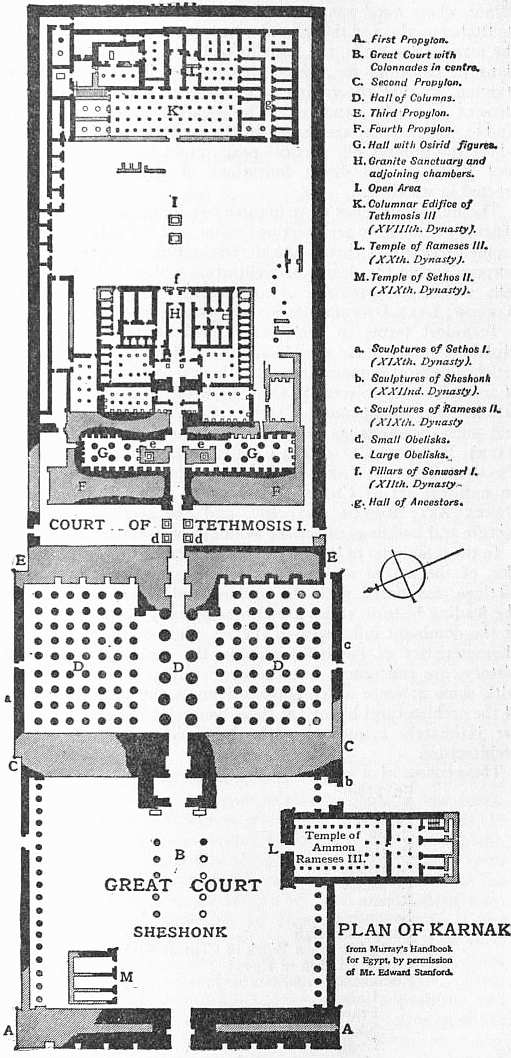 A. First Propylon.
B. Great Court with
Colonnades in centre.
C. Second Propylon.
D. Hall of Columns.
E. Third Propylon.
F. Fourth Propylon.
G. Hall with Osirid figures.
H. Granite Sanctuary and
adjoining chambers.
I. Open Area
K. Columnar Edifice of
Tethmosis III
(XVIIIth. Dynasty).
L. Temple of Rameses III.
(XXth. Dynasty).
M. Temple of Sethos II.
(XIXth. Dynasty).
a. Sculptures of Sethos I.
(XIXth. Dynasty).
b. Sculptures of Sheshonk
(XXIInd. Dynasty).
c. Sculptures of Rameses II.
(XIXth. Dynasty
d. Small Obelisks.
e. Large Obelisks.
f. Pillars of Senwosri I.
(XIIth. Dynasty
g. Hall of Ancestors.
K
g
I
f
H
e e
G G
F F
COURT OF TETHMOSIS I.
d d
E E
D D D
c
a
C C
b
L
Temple of
Ammon
Rameses III.
B
GREAT COURT
SHESHONK
M
A A
PLAN OF KARNAK
from Murray's Handbook
for Egypt, by permission
of Mr. Edward Stanford.